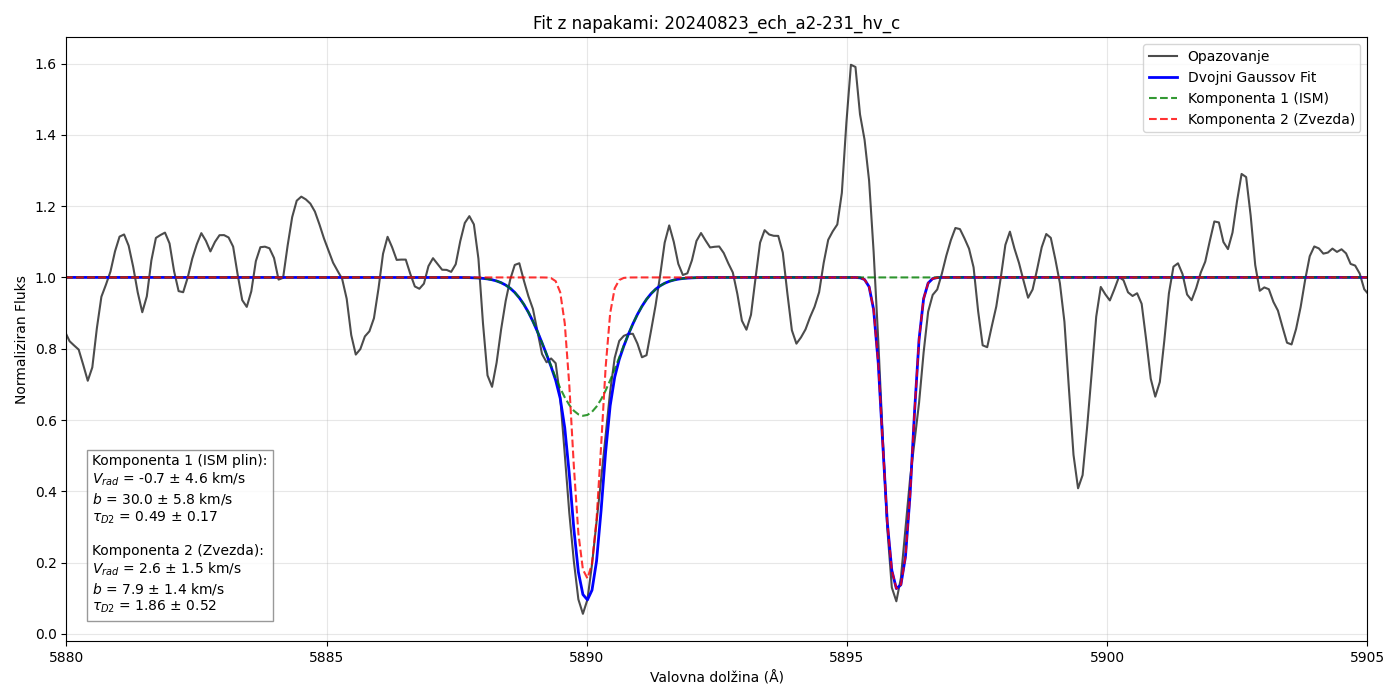 Fit z napakami: 20240823_ech_a2-231_hv_c
Normaliziran Fluks
1.6
1.4
1.2
1.0
0.8
0.6
0.4
0.2
0.0
Opazovanje
Dvojni Gaussov Fit
Komponenta 1 (ISM)
Komponenta 2 (Zvezda)
Komponenta 1 (ISM plin):
V_rad = -0.7 ± 4.6 km/s
b = 30.0 ± 5.8 km/s
τ_D2 = 0.49 ± 0.17
Komponenta 2 (Zvezda):
V_rad = 2.6 ± 1.5 km/s
b = 7.9 ± 1.4 km/s
τ_D2 = 1.86 ± 0.52
5880 5885 5890 5895 5900 5905
Valovna dolžina (Å)